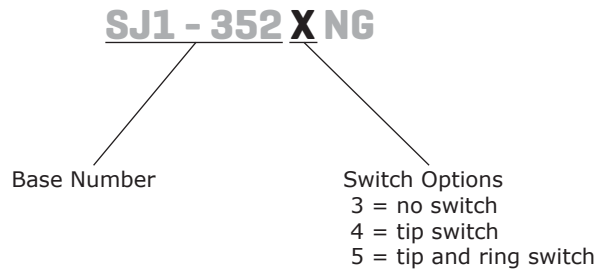 SJ1 - 352 X NG
Base Number
Switch Options
3 = no switch
4 = tip switch
5 = tip and ring switch